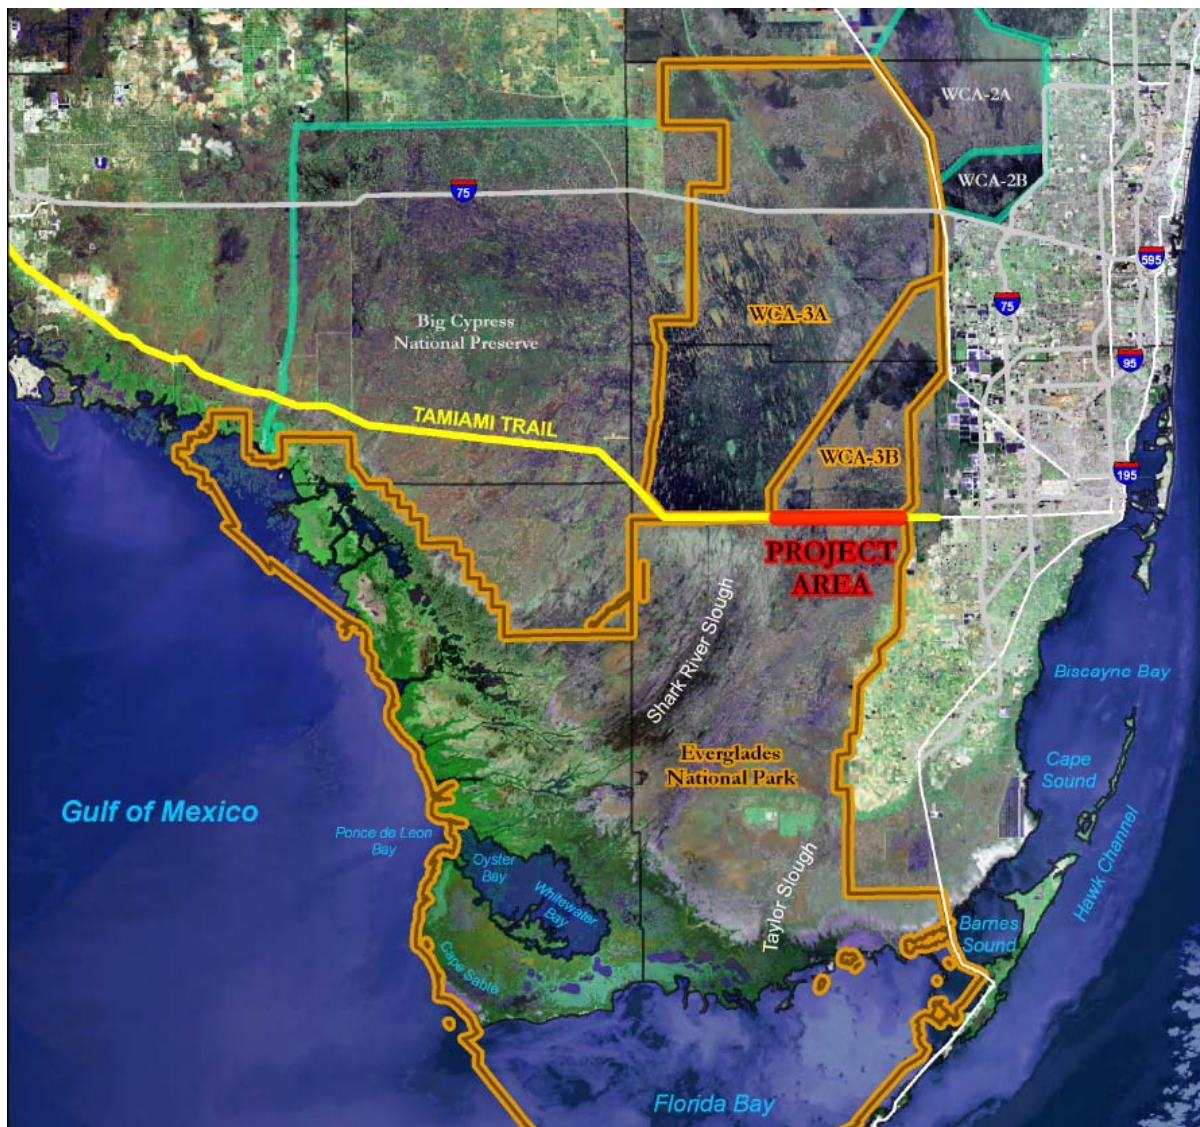 WCA-2A
WCA-2B
75
595
75
WCA-3A
Big Cypress
National Preserve
95
TAMIAMI TRAIL
WCA-3B
195
PROJECT
AREA
Shark River Slough
Biscayne Bay
Everglades
National Park
Cape
Sound
Gulf of Mexico
Ponce de Leon
Bay
Oyster
Bay
Whitewater
Bay
Taylor Slough
Hawk Channel
Barnes
Sound
Cape Sable
Florida Bay